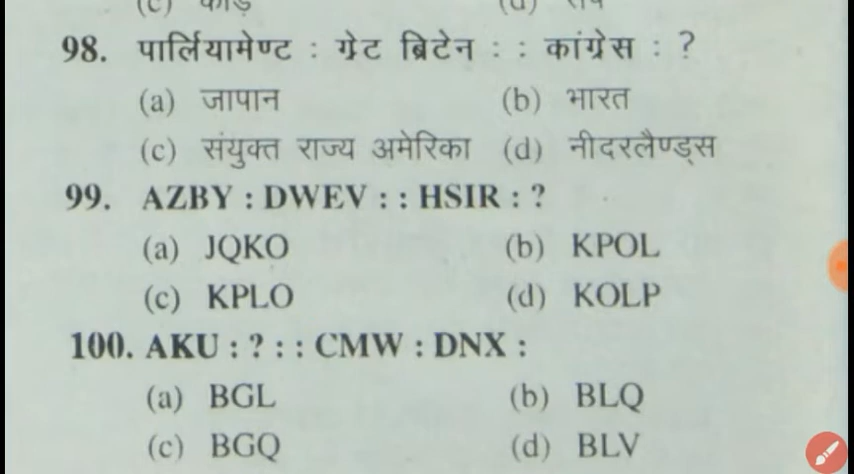 (c) कोड़ (d)
98. पार्लियामेण्ट : ग्रेट ब्रिटेन : : कांग्रेस : ?
(a) जापान (b) भारत
(c) संयुक्त राज्य अमेरिका (d) नीदरलैण्ड्स
99. AZBY : DWEV : : HSIR : ?
(a) JQKO (b) KPOL
(c) KPLO (d) KOLP
100. AKU : ? : : CMW : DNX :
(a) BGL (b) BLQ
(c) BGQ (d) BLV